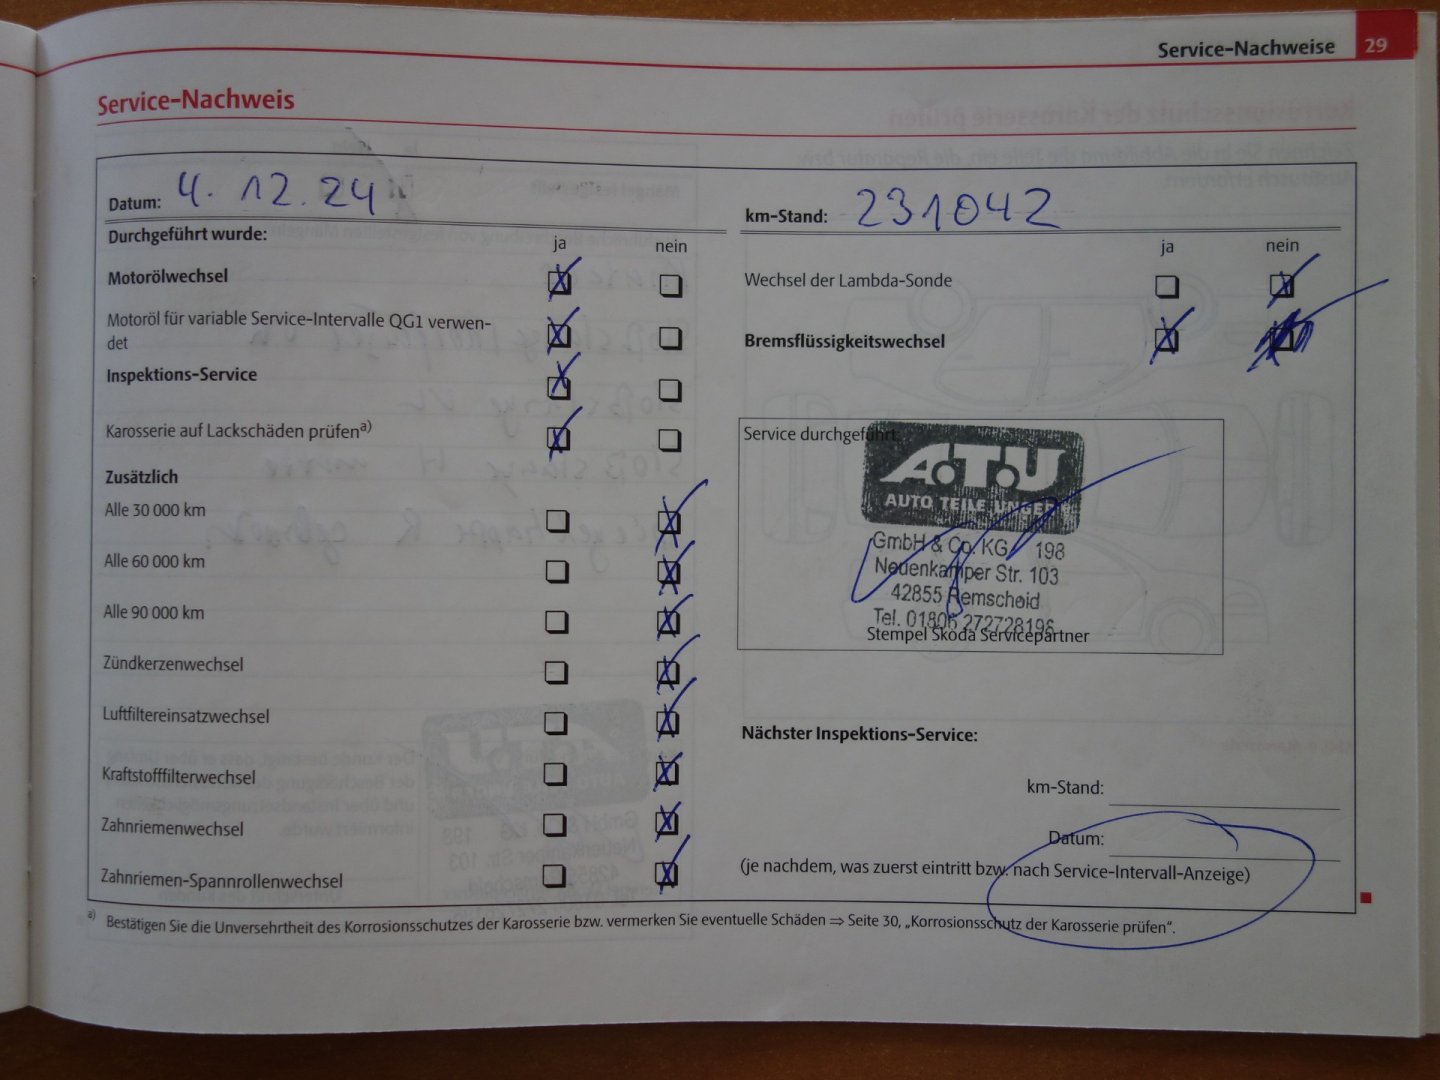 Service-Nachweise 29
Service-Nachweis
Datum: 4. 12. 24
Durchgeführt wurde:
ja nein
Motorölwechsel
Motoröl für variable Service-Intervalle QG1 verwen-
det
Inspektions-Service
Karosserie auf Lackschäden prüfen a)
Zusätzlich
Alle 30 000 km
Alle 60 000 km
Alle 90 000 km
Zündkerzenwechsel
Luftfiltereinsatzwechsel
Kraftstofffilterwechsel
Zahnriemenwechsel
Zahnriemen-Spannrollenwechsel
km-Stand: 231042
ja nein
Wechsel der Lambda-Sonde
Bremsflüssigkeitswechsel
Service durchgeführt:
A.T.U
AUTO TEILE UNGER
GmbH & Co. KG 198
Neuenkamper Str. 103
42855 Remscheid
Tel. 01806 272728198
Stempel Škoda Servicepartner
Nächster Inspektions-Service:
km-Stand:
Datum:
(je nachdem, was zuerst eintritt bzw. nach Service-Intervall-Anzeige)
a) Bestätigen Sie die Unversehrtheit des Korrosionsschutzes der Karosserie bzw. vermerken Sie eventuelle Schäden ⇒ Seite 30, „Korrosionsschutz der Karosserie prüfen“.